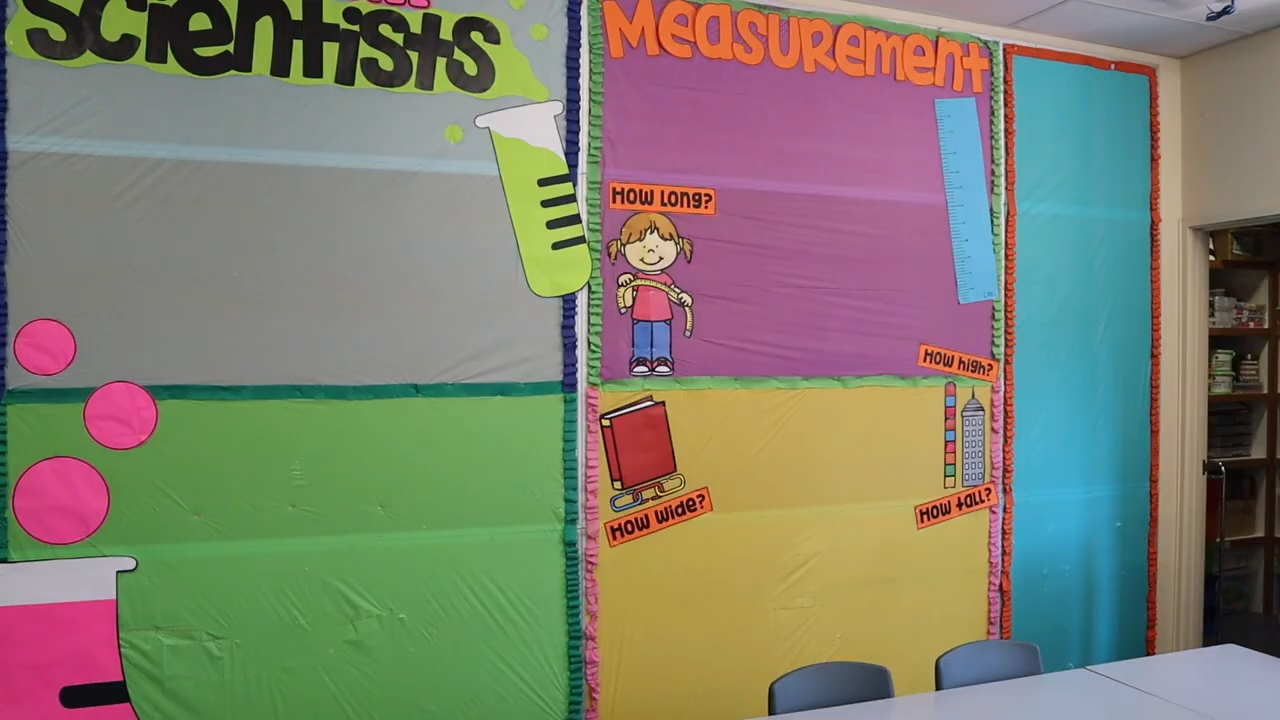 scientists
Measurement
How long?
How high?
How wide?
How tall?